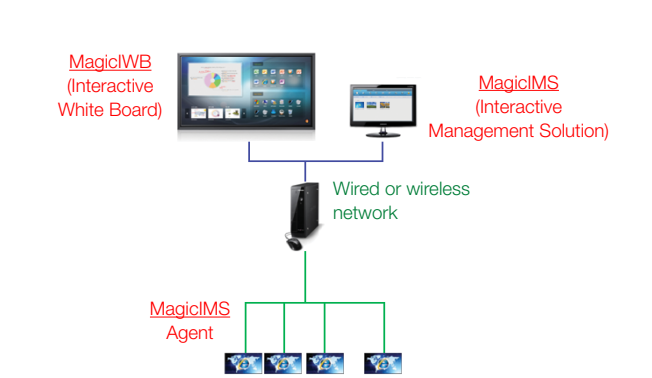 MagicIWB
(Interactive
White Board)
MagicIMS
(Interactive
Management Solution)
Wired or wireless
network
MagicIMS
Agent